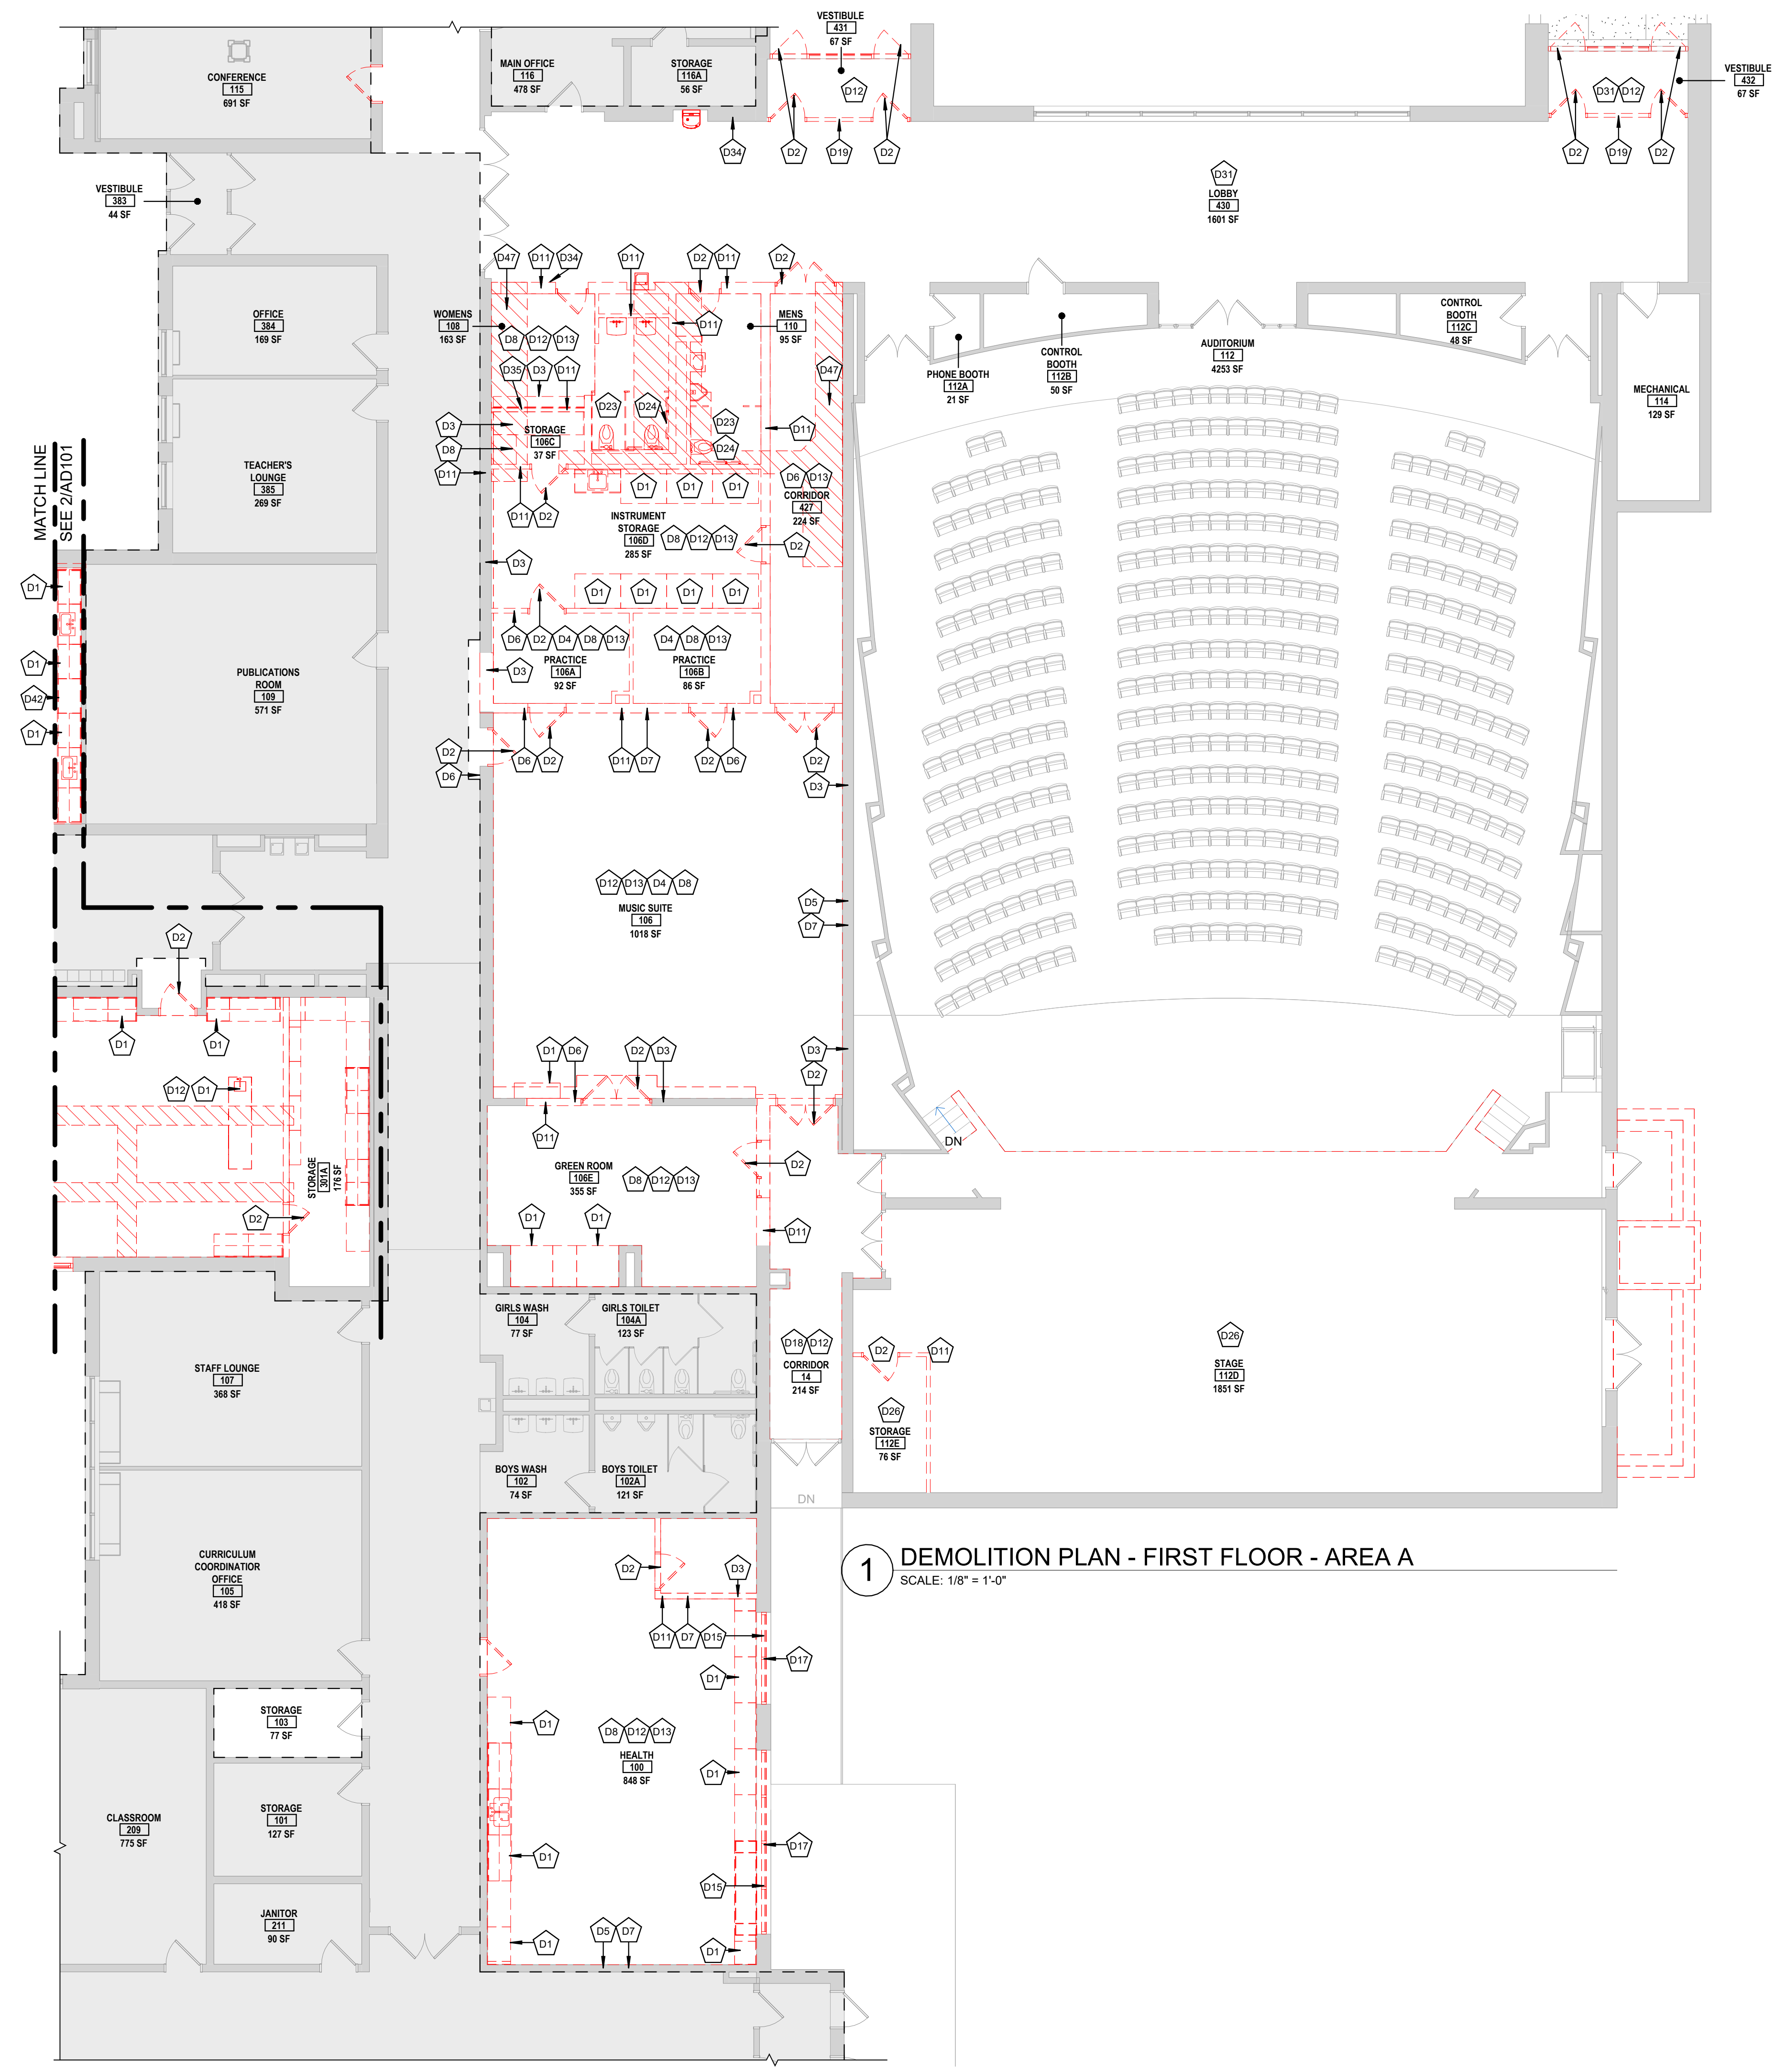 VESTIBULE
431
67 SF
CONFERENCE
115
691 SF
MAIN OFFICE
116
478 SF
STORAGE
116A
56 SF
D12
D31
D12
VESTIBULE
432
67 SF
D34
D2
D19
D2
D2
D19
D2
VESTIBULE
383
44 SF
D31
LOBBY
430
1601 SF
D47
D11
D34
D11
D2
D11
D2
OFFICE
384
169 SF
WOMENS
108
163 SF
MENS
110
95 SF
D11
D8
D12
D13
D35
D3
D11
D47
CONTROL
BOOTH
112C
48 SF
AUDITORIUM
112
4253 SF
CONTROL
BOOTH
112B
50 SF
PHONE BOOTH
112A
21 SF
MECHANICAL
114
129 SF
D23
D24
D23
D24
D3
D8
D11
D11
STORAGE
106C
37 SF
MATCH LINE
SEE 2/AD101
TEACHER'S
LOUNGE
385
269 SF
D1
D1
D1
D6
D13
CORRIDOR
427
224 SF
D11
D2
INSTRUMENT
STORAGE
106D
285 SF
D8
D12
D13
D2
D3
D1
D1
D1
D1
D1
D6
D2
D4
D8
D13
D4
D8
D13
PRACTICE
106A
92 SF
PRACTICE
106B
86 SF
D3
D1
D42
D1
PUBLICATIONS
ROOM
109
571 SF
D2
D6
D6
D2
D11
D7
D2
D6
D2
D3
D12
D13
D4
D8
MUSIC SUITE
106
1018 SF
D5
D7
D2
D1
D1
D12
D1
D1
D6
D2
D3
D3
D2
D11
DN
STORAGE
301A
176 SF
D2
GREEN ROOM
106E
355 SF
D8
D12
D13
D2
D1
D1
D11
GIRLS WASH
104
77 SF
GIRLS TOILET
104A
123 SF
D18
D12
CORRIDOR
14
214 SF
D2
D11
D26
STAGE
112D
1851 SF
STAFF LOUNGE
107
368 SF
D26
STORAGE
112E
76 SF
BOYS WASH
102
74 SF
BOYS TOILET
102A
121 SF
DN
CURRICULUM
COORDINATIOR
OFFICE
105
418 SF
1
DEMOLITION PLAN - FIRST FLOOR - AREA A
SCALE: 1/8" = 1'-0"
D2
D3
D11
D7
D15
D17
D1
STORAGE
103
77 SF
D1
D8
D12
D13
HEALTH
100
848 SF
D1
CLASSROOM
209
775 SF
STORAGE
101
127 SF
D1
D17
D15
JANITOR
211
90 SF
D1
D5
D7
D1